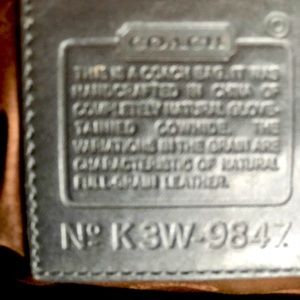 COACH
©
THIS IS A COACH BAG. IT WAS
HANDCRAFTED IN CHINA OF
COMPLETELY NATURAL GLOVE-
TANNED COWHIDE. THE
VARIATIONS IN THE GRAIN ARE
CHARACTERISTIC OF NATURAL
FULL-GRAIN LEATHER.
Nº K3W-9847